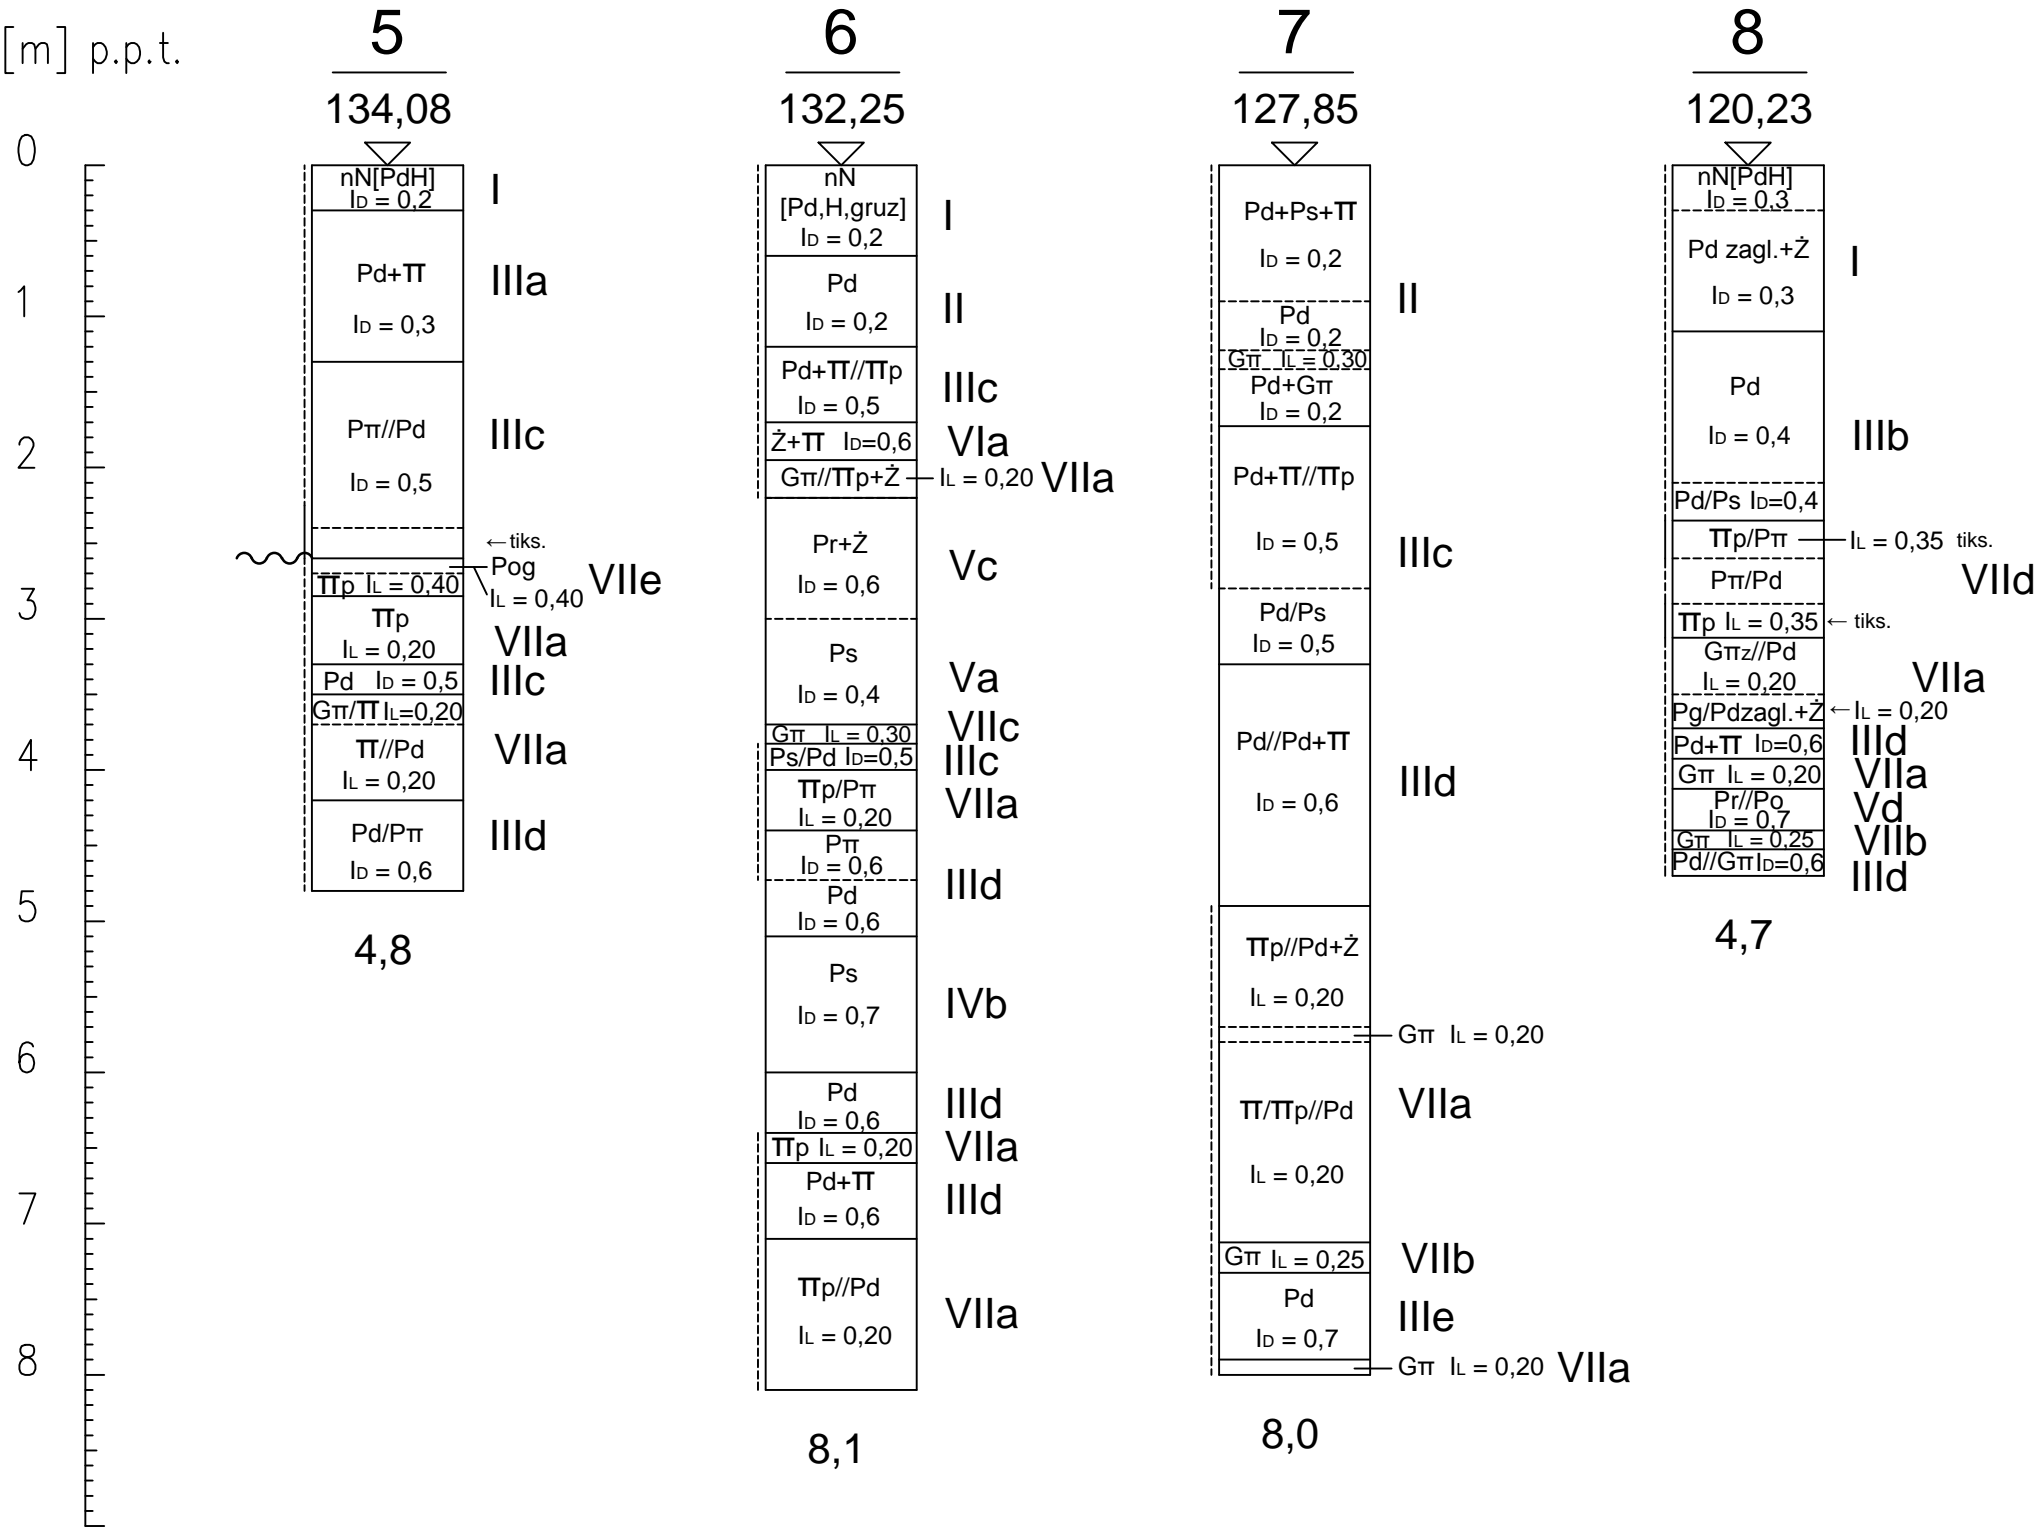 [m] p.p.t.
0
1
2
3
4
5
6
7
8
5
134,08
nN[PdH]
ID = 0,2
I
Pd+π
ID = 0,3
IIIa
Pπ//Pd
ID = 0,5
IIIc
←tiks.
Pog
IL = 0,40
VIIe
πp IL = 0,40
πp
IL = 0,20
VIIa
Pd ID = 0,5
IIIc
Gπ/π IL=0,20
π//Pd
IL = 0,20
VIIa
Pd/Pπ
ID = 0,6
IIId
4,8
6
132,25
nN
[Pd,H,gruz]
ID = 0,2
I
Pd
ID = 0,2
II
Pd+π//πp
ID = 0,5
IIIc
Ż+π ID=0,6
VIa
Gπ//πp+Ż IL = 0,20 VIIa
Pr+Ż
ID = 0,6
Vc
Ps
ID = 0,4
Va
Gπ IL = 0,30
VIIc
Ps/Pd ID=0,5
IIIc
πp/Pπ
IL = 0,20
VIIa
Pπ
ID = 0,6
IIId
Pd
ID = 0,6
Ps
ID = 0,7
IVb
Pd
ID = 0,6
IIId
πp IL = 0,20
VIIa
Pd+π
ID = 0,6
IIId
πp//Pd
IL = 0,20
VIIa
8,1
7
127,85
Pd+Ps+π
ID = 0,2
II
Pd
ID = 0,2
Gπ IL = 0,30
Pd+Gπ
ID = 0,2
Pd+π//πp
ID = 0,5
IIIc
Pd/Ps
ID = 0,5
Pd//Pd+π
ID = 0,6
IIId
πp//Pd+Ż
IL = 0,20
Gπ IL = 0,20
π/πp//Pd
IL = 0,20
VIIa
Gπ IL = 0,25
VIIb
Pd
ID = 0,7
IIIe
Gπ IL = 0,20 VIIa
8,0
8
120,23
nN[PdH]
ID = 0,3
Pd zagl.+Ż
ID = 0,3
I
Pd
ID = 0,4
IIIb
Pd/Ps ID=0,4
πp/Pπ IL = 0,35 tiks.
Pπ/Pd
VIId
πp IL = 0,35 ← tiks.
Gπz//Pd
IL = 0,20
VIIa
Pg/Pdzagl.+Ż ←IL = 0,20
Pd+π ID=0,6
IIId
Gπ IL = 0,20
VIIa
Pr//Po
ID = 0,7
Vd
Gπ IL = 0,25
VIIb
Pd//Gπ ID=0,6
IIId
4,7